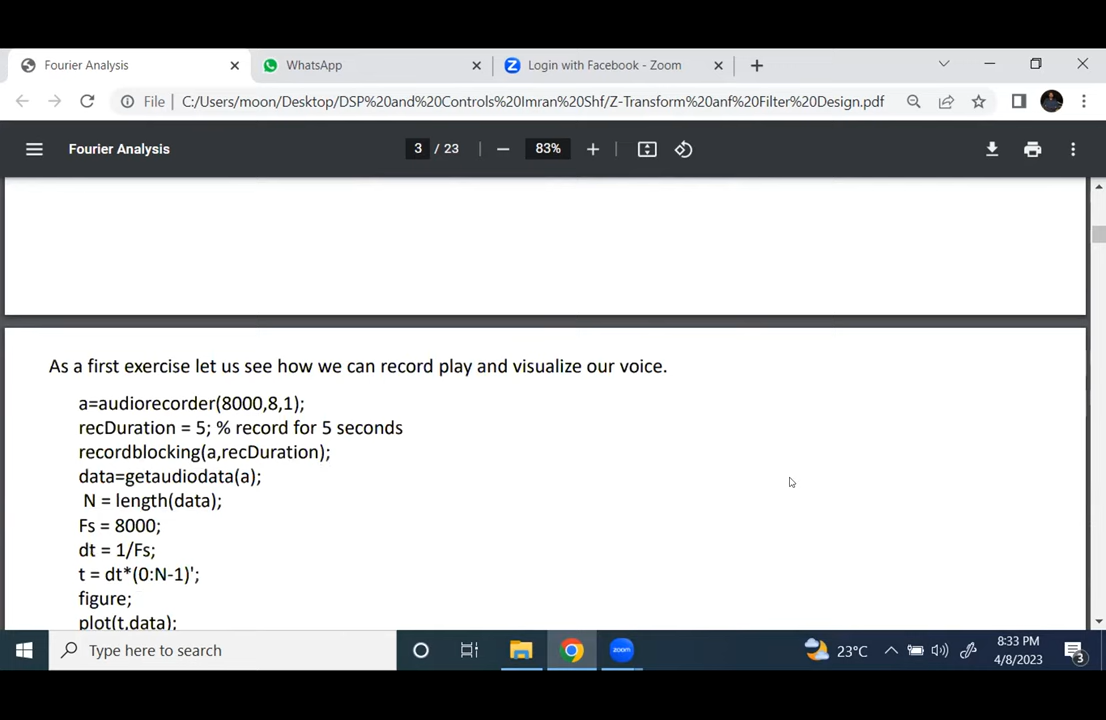 Fourier Analysis
WhatsApp
Login with Facebook - Zoom
File
C:/Users/moon/Desktop/DSP%20and%20Controls%20Imran%20Shf/Z-Transform%20anf%20Filter%20Design.pdf
Fourier Analysis
3 / 23
83%
As a first exercise let us see how we can record play and visualize our voice.
a=audiorecorder(8000,8,1);
recDuration = 5; % record for 5 seconds
recordblocking(a,recDuration);
data=getaudiodata(a);
N = length(data);
Fs = 8000;
dt = 1/Fs;
t = dt*(0:N-1)';
figure;
plot(t,data);
Type here to search
zoom
23°C
8:33 PM
4/8/2023
3